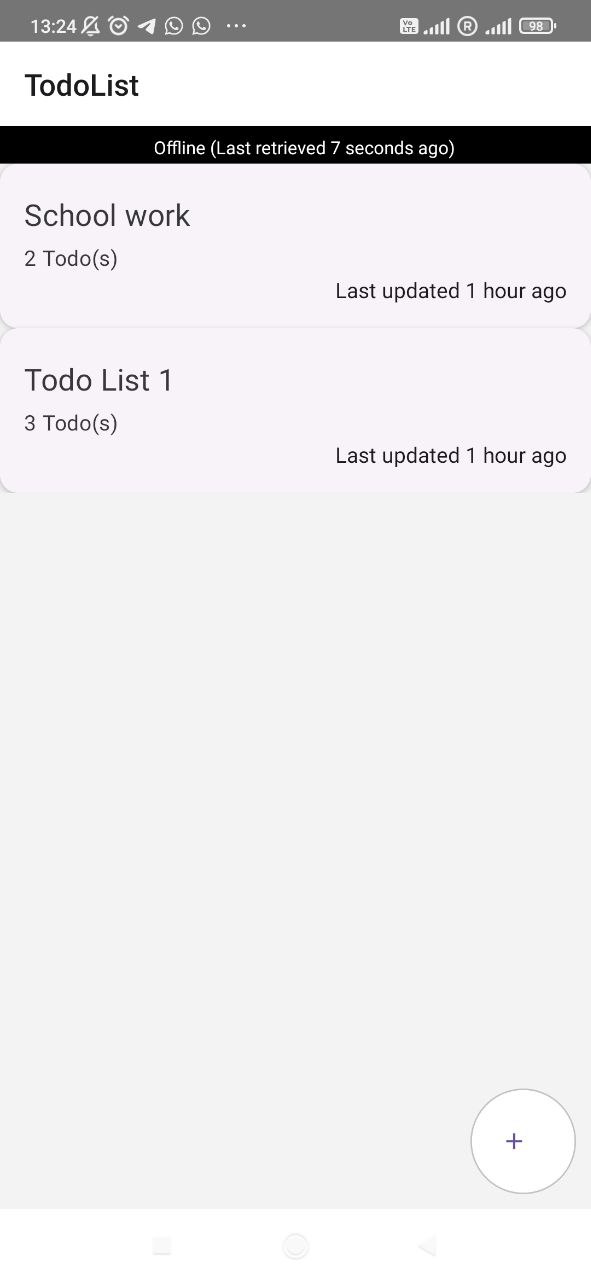 13:24 ... Vo LTE R 98
TodoList
Offline (Last retrieved 7 seconds ago)
School work
2 Todo(s)
Last updated 1 hour ago
Todo List 1
3 Todo(s)
Last updated 1 hour ago
+